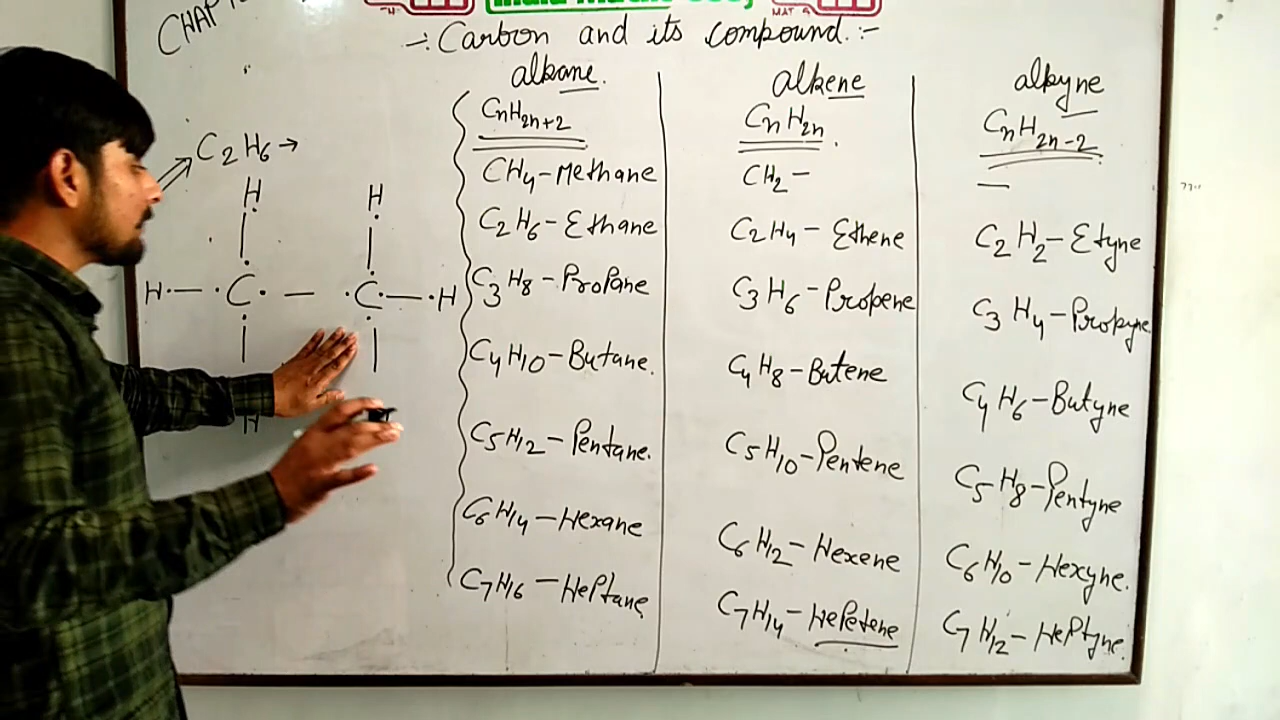 CHAP
MAT
-: Carbon and its compound. :-
alkane.
CnH2n+2
CH4-Methane
C2H6-Ethane
C3H8-Propane
C4H10-Butane.
C5H12-Pentane.
C6H14-Hexane
C7H16-HePtane
alkene
CnH2n.
CH2-
C2H4-Ethene
C3H6-Propene
C4H8-Butene
C5H10-Pentene
C6H12-Hexene
C7H14-HePetene
alkyne
CnH2n-2
—
C2H2-Etyne
C3H4-Propyne
C4H6-Butyne
C5H8-Pentyne
C6H10-Hexyne.
C7H12-HePtyne.
C2H6→
H H
H-C-C-H
H